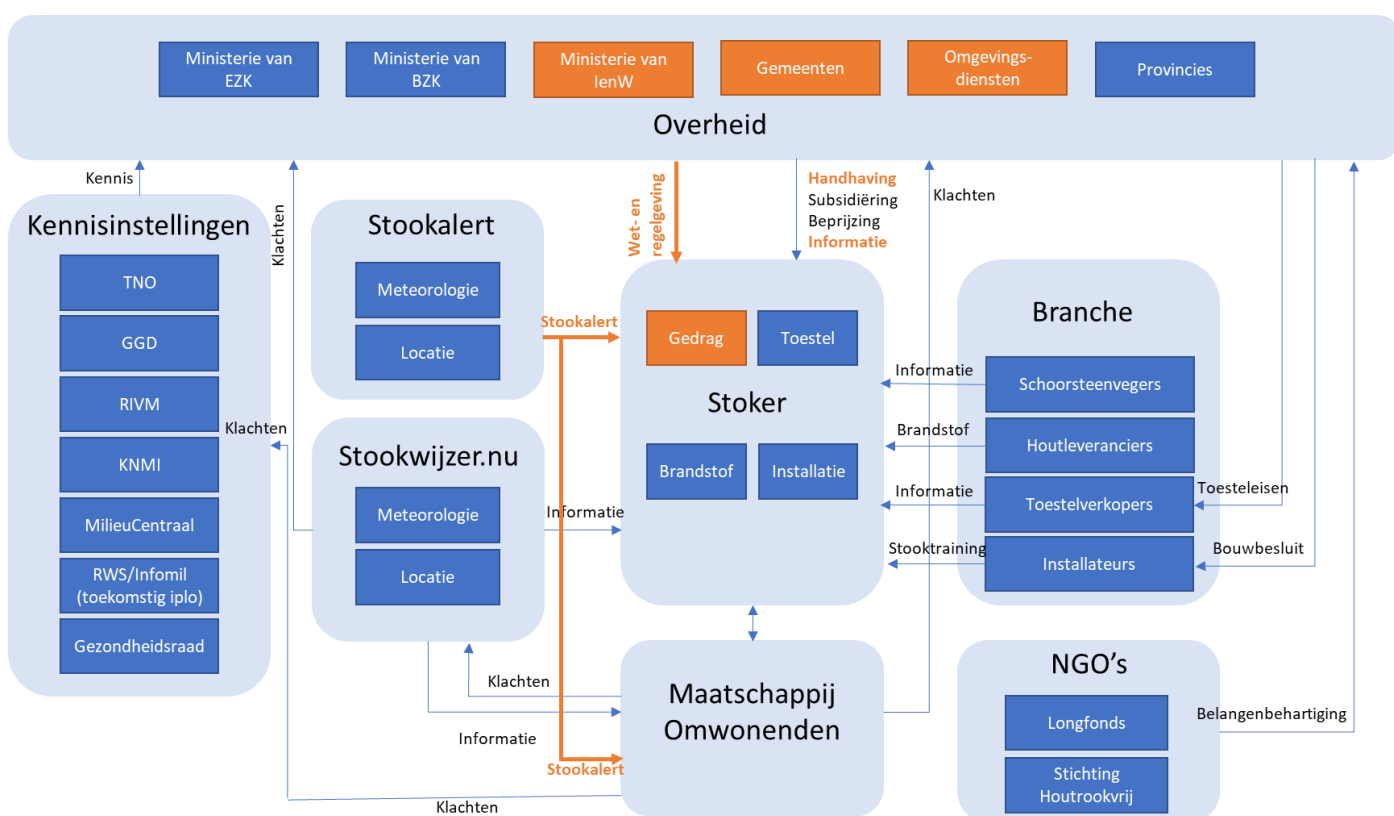 Ministerie van
EZK
Ministerie van
BZK
Ministerie van
IenW
Gemeenten
Omgevings-
diensten
Provincies
Overheid
Kennis
Klachten
Wet- en
regelgeving
Handhaving
Subsidiëring
Beprijzing
Informatie
Klachten
Kennisinstellingen
TNO
GGD
RIVM
KNMI
MilieuCentraal
RWS/Infomil
(toekomstig iplo)
Gezondheidsraad
Stookalert
Meteorologie
Locatie
Stookalert
Klachten
Stookwijzer.nu
Meteorologie
Locatie
Informatie
Gedrag
Toestel
Stoker
Brandstof
Installatie
Branche
Informatie
Schoorsteenvegers
Brandstof
Houtleveranciers
Informatie
Toestelverkopers
Toesteleisen
Stooktraining
Installateurs
Bouwbesluit
Klachten
Informatie
Stookalert
Klachten
Maatschappij
Omwonenden
NGO's
Longfonds
Stichting
Houtrookvrij
Belangenbehartiging